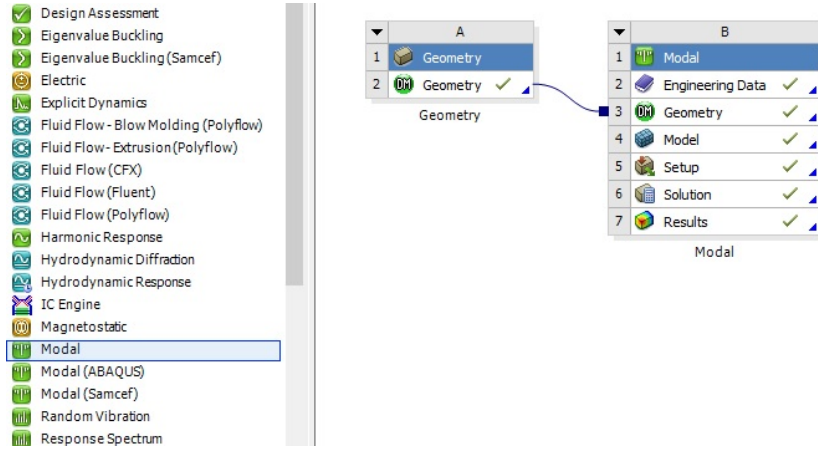 Design Assessment
Eigenvalue Buckling
Eigenvalue Buckling (Samcef)
Electric
Explicit Dynamics
Fluid Flow - Blow Molding (Polyflow)
Fluid Flow - Extrusion (Polyflow)
Fluid Flow (CFX)
Fluid Flow (Fluent)
Fluid Flow (Polyflow)
Harmonic Response
Hydrodynamic Diffraction
Hydrodynamic Response
IC Engine
Magnetostatic
Modal
Modal (ABAQUS)
Modal (Samcef)
Random Vibration
Response Spectrum
A
1 Geometry
2 DM Geometry
Geometry
B
1 Modal
2 Engineering Data
3 DM Geometry
4 Model
5 Setup
6 Solution
7 Results
Modal